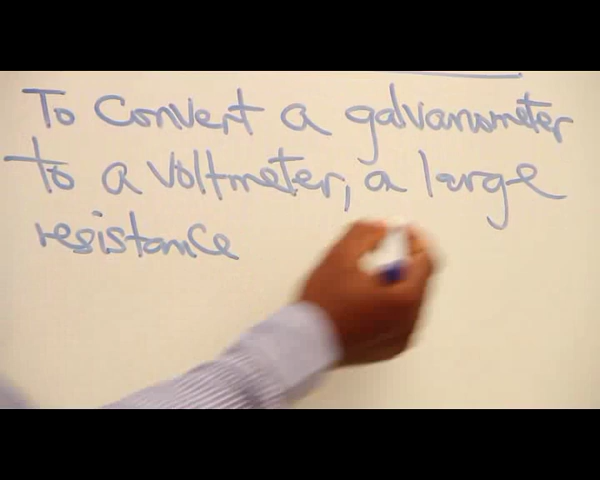 To convert a galvanometer
to a voltmeter, a large
resistance